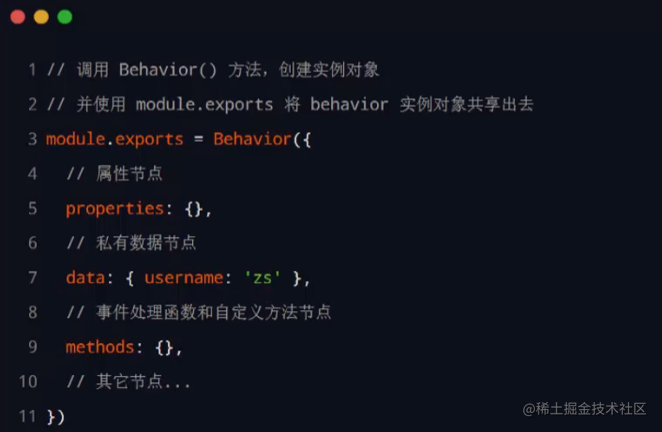 1 // 调用 Behavior() 方法，创建实例对象
2 // 并使用 module.exports 将 behavior 实例对象共享出去
3 module.exports = Behavior({
4 // 属性节点
5 properties: {},
6 // 私有数据节点
7 data: { username: 'zs' },
8 // 事件处理函数和自定义方法节点
9 methods: {},
10 // 其它节点...
11 })
@稀土掘金技术社区